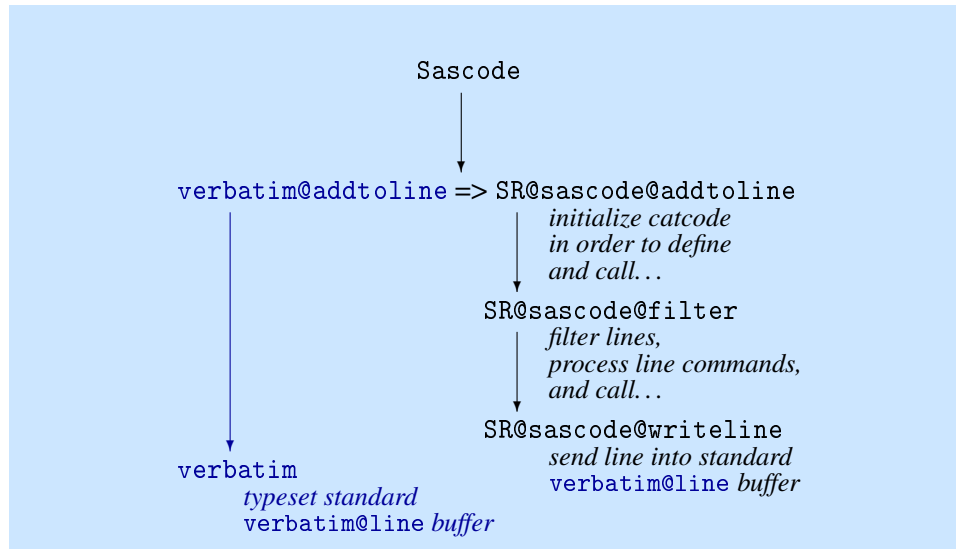 Sascode
verbatim@addtoline => SR@sascode@addtoline
initialize catcode
in order to define
and call...
SR@sascode@filter
filter lines,
process line commands,
and call...
SR@sascode@writeline
send line into standard
verbatim@line buffer
verbatim
typeset standard
verbatim@line buffer